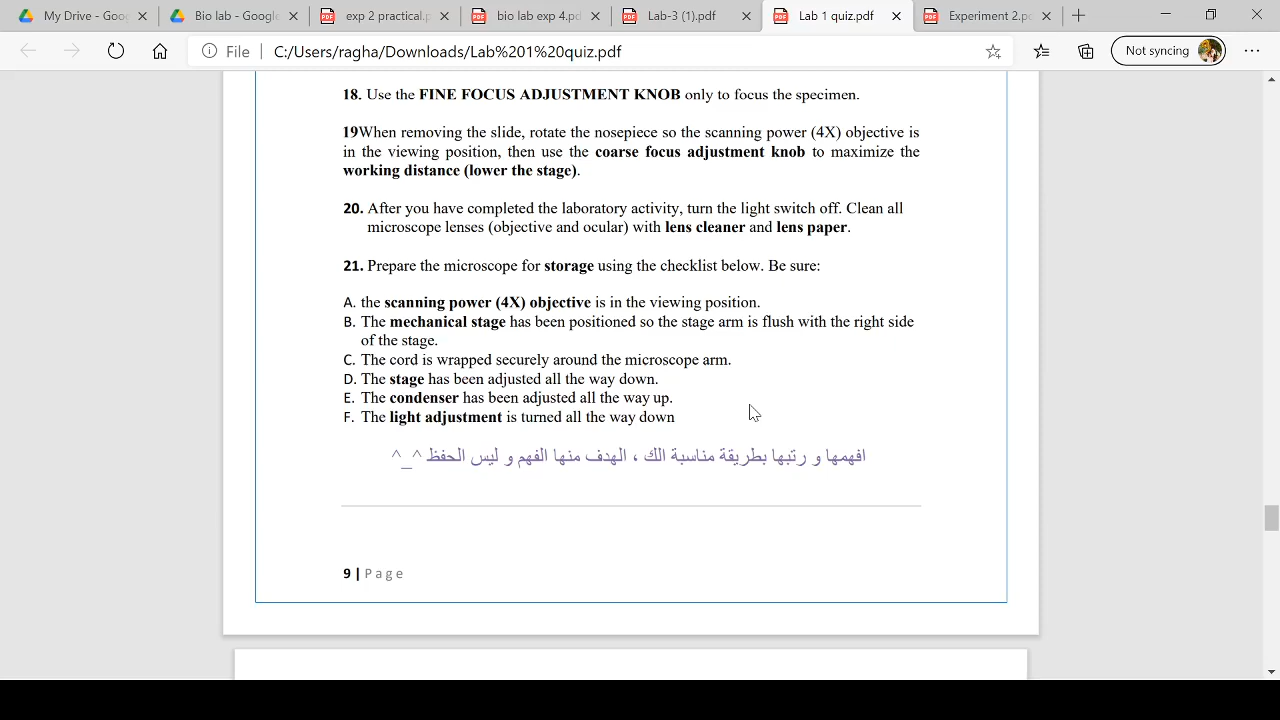 My Drive - Goo
Bio lab - Google
exp 2 practical.p
bio lab exp 4.pd
Lab-3 (1).pdf
Lab 1 quiz.pdf
Experiment 2.pd
File | C:/Users/ragha/Downloads/Lab%201%20quiz.pdf
Not syncing
18. Use the FINE FOCUS ADJUSTMENT KNOB only to focus the specimen.
19When removing the slide, rotate the nosepiece so the scanning power (4X) objective is
in the viewing position, then use the coarse focus adjustment knob to maximize the
working distance (lower the stage).
20. After you have completed the laboratory activity, turn the light switch off. Clean all
microscope lenses (objective and ocular) with lens cleaner and lens paper.
21. Prepare the microscope for storage using the checklist below. Be sure:
A. the scanning power (4X) objective is in the viewing position.
B. The mechanical stage has been positioned so the stage arm is flush with the right side
of the stage.
C. The cord is wrapped securely around the microscope arm.
D. The stage has been adjusted all the way down.
E. The condenser has been adjusted all the way up.
F. The light adjustment is turned all the way down
افهمها و رتبها بطريقة مناسبة الك ، الهدف منها الفهم و ليس الحفظ ^_^
9 | Page